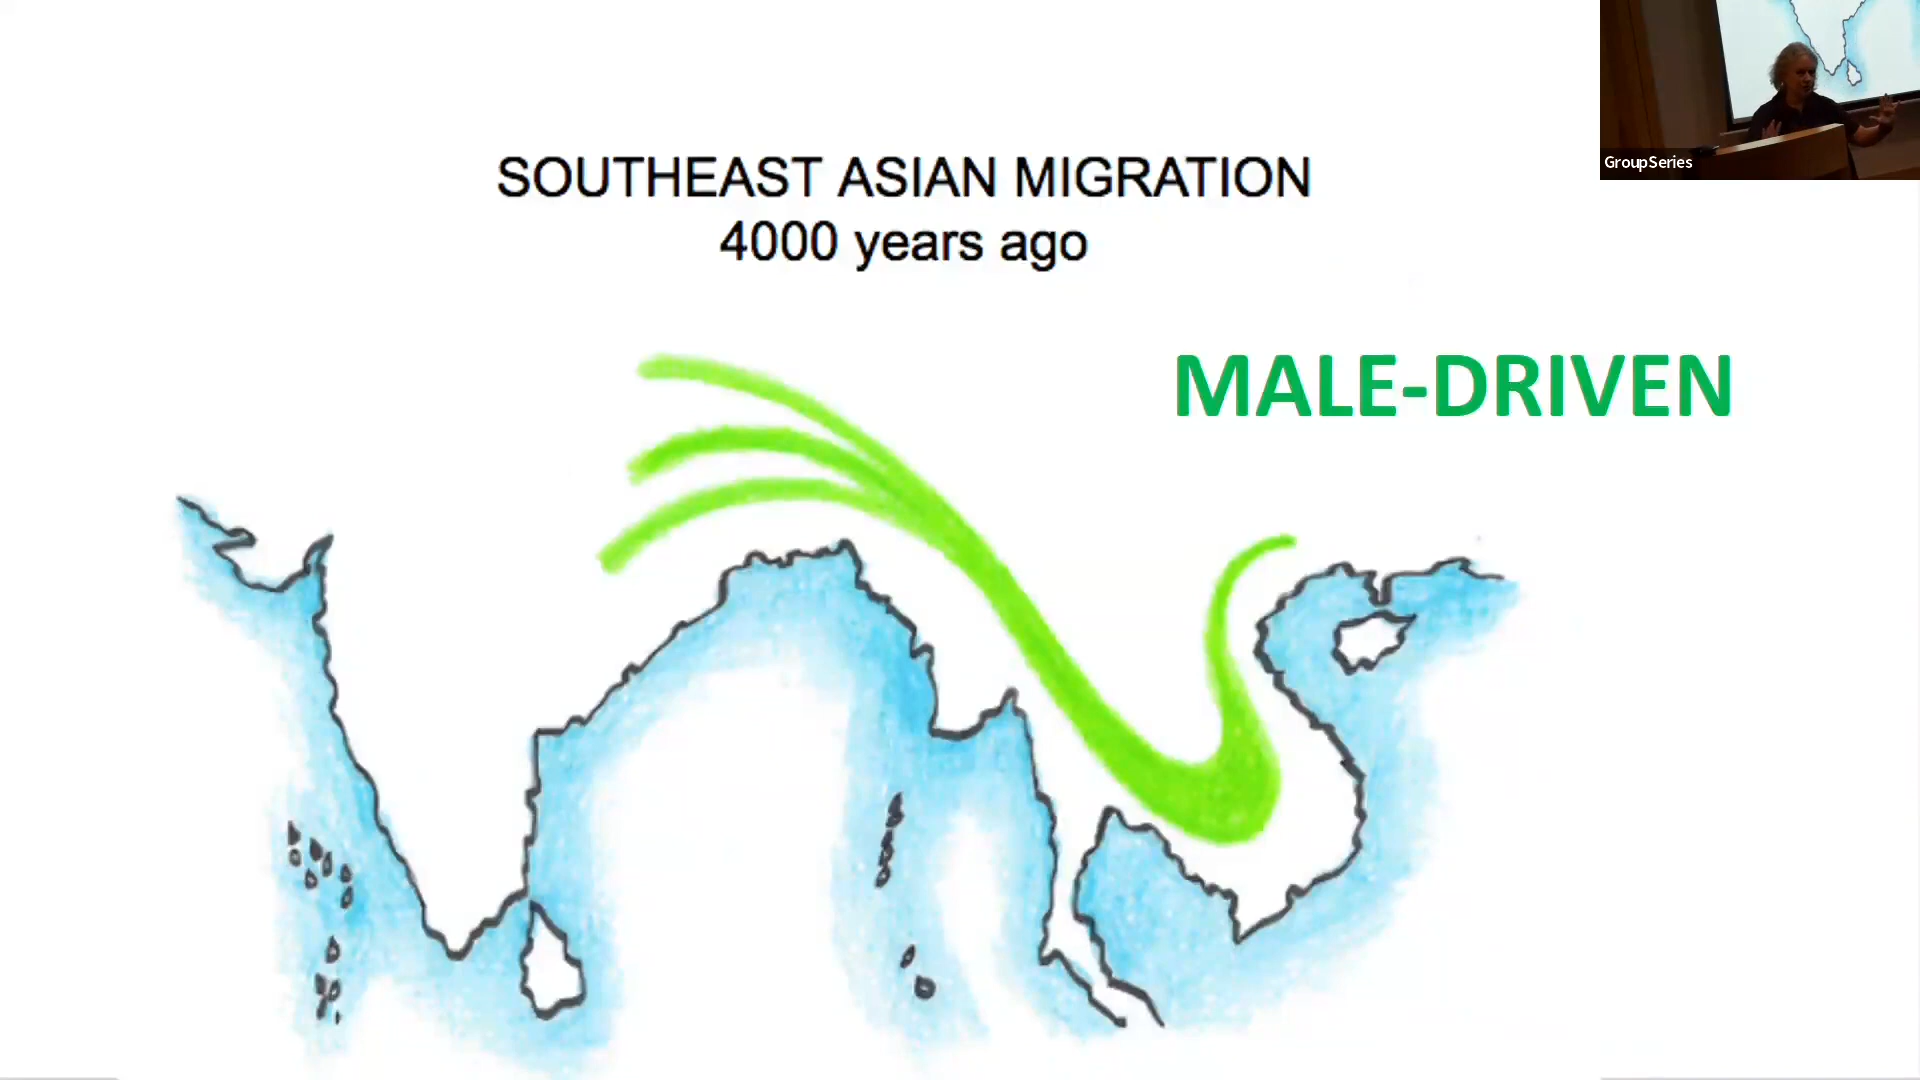 SOUTHEAST ASIAN MIGRATION
4000 years ago
MALE-DRIVEN
GroupSeries